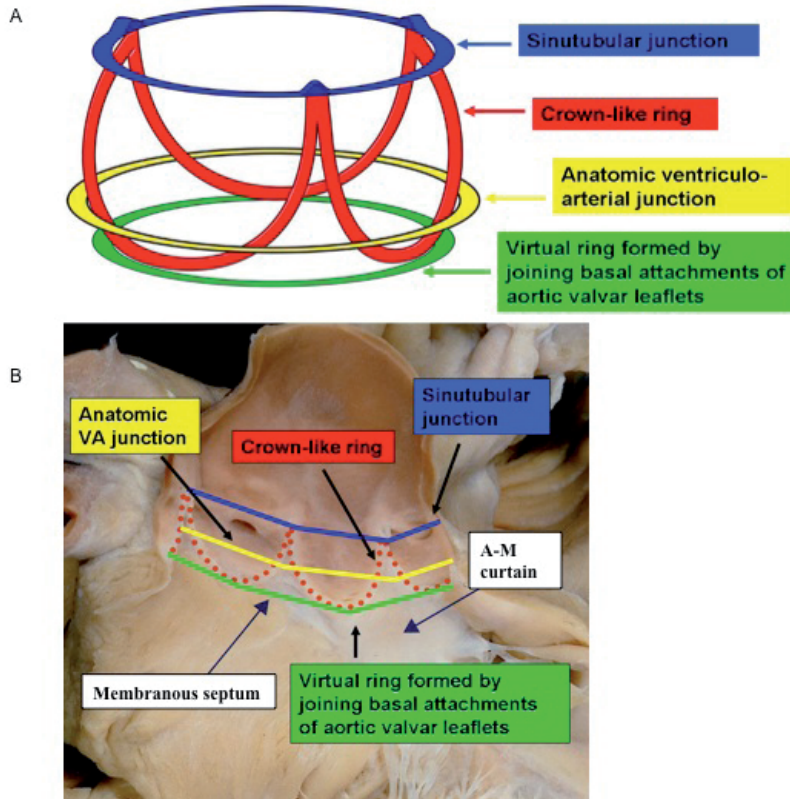 A
Sinutubular junction
Crown-like ring
Anatomic ventriculo-
arterial junction
Virtual ring formed by
joining basal attachments of
aortic valvar leaflets
B
Anatomic
VA junction
Crown-like ring
Sinutubular
junction
A-M
curtain
Membranous septum
Virtual ring formed by
joining basal attachments
of aortic valvar leaflets